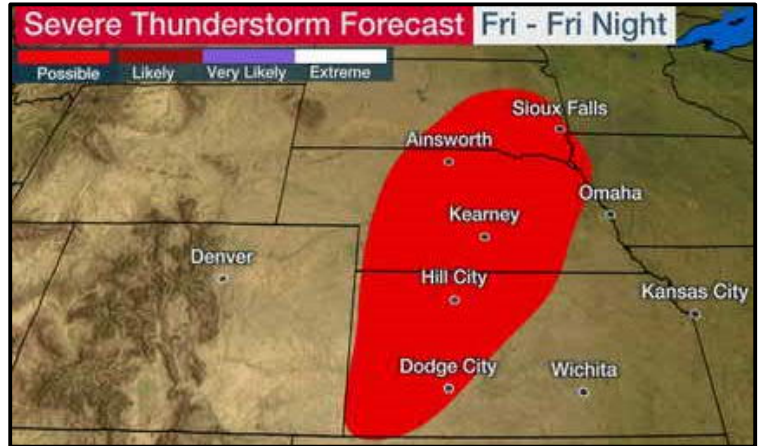 Severe Thunderstorm Forecast Fri - Fri Night
Possible Likely Very Likely Extreme
Sioux Falls
Ainsworth
Omaha
Kearney
Denver
Hill City
Kansas City
Dodge City
Wichita